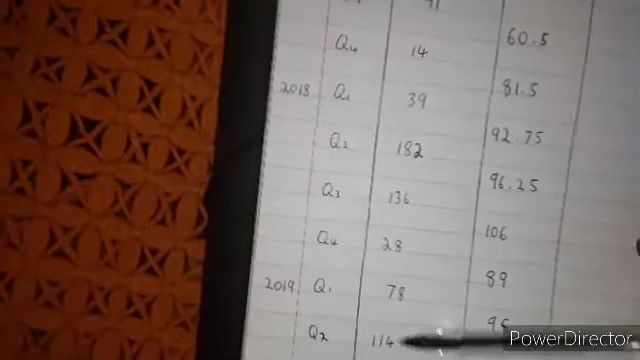 Q4 14 60.5
2018 Q1 39 81.5
Q2 182 92.75
Q3 136 96.25
Q4 28 106
2019 Q1 78 89
Q2 114
PowerDirector